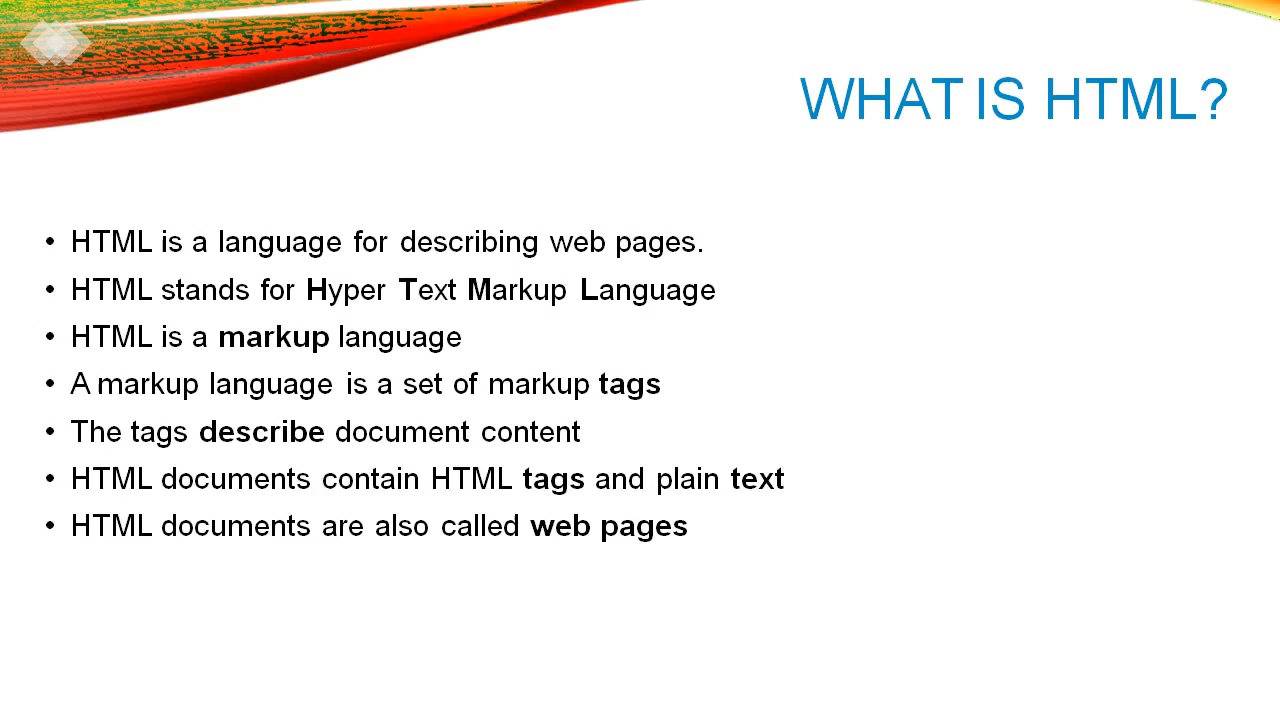 WHAT IS HTML?
• HTML is a language for describing web pages.
• HTML stands for Hyper Text Markup Language
• HTML is a markup language
• A markup language is a set of markup tags
• The tags describe document content
• HTML documents contain HTML tags and plain text
• HTML documents are also called web pages